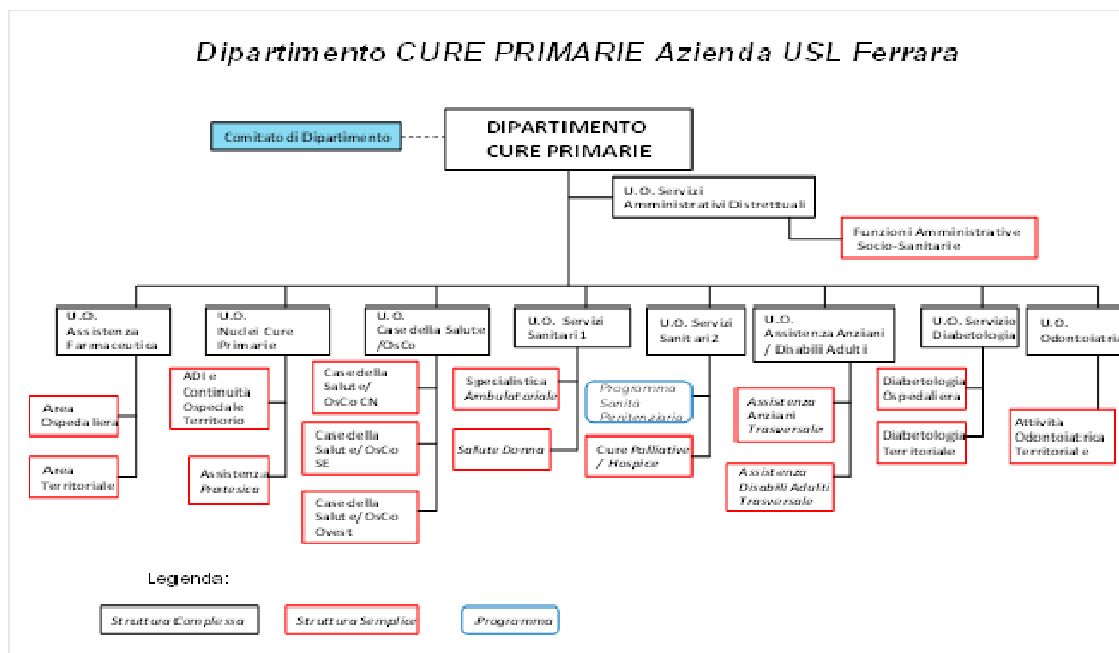 Dipartimento CURE PRIMARIE Azienda USL Ferrara
Comitato di Dipartimento
DIPARTIMENTO
CURE PRIMARIE
U.O. Servizi
Amministrativi Distrettuali
Funzioni Amministrative
Socio-Sanitarie
U.O.
Assistenza
Farmaceutica
U.O.
Nuclei Cure
Primarie
U.O.
Case della Salute
/OsCo
U.O. Servizi
Sanitari 1
U.O. Servizi
Sanitari 2
U.O.
Assistenza Anziani
/ Disabili Adulti
U.O. Servizio
Diabetologia
U.O.
Odontoiatria
Area
Ospedaliera
Area
Territoriale
ADI e
Continuità
Ospedale
Territorio
Assistenza
Protesica
Case della
Salute/
OsCo CN
Case della
Salute/ OsCo
SE
Case della
Salute/ OsCo
Ovest
Specialistica
Ambulatoriale
Salute Donna
Programma
Sanità
Penitenziaria
Cure Palliative
/ Hospice
Assistenza
Anziani
Trasversale
Assistenza
Disabili Adulti
Trasversale
Diabetologia
Ospedaliera
Diabetologia
Territoriale
Attività
Odontoiatrica
Territoriale
Legenda:
Struttura Complessa
Struttura Semplice
Programma